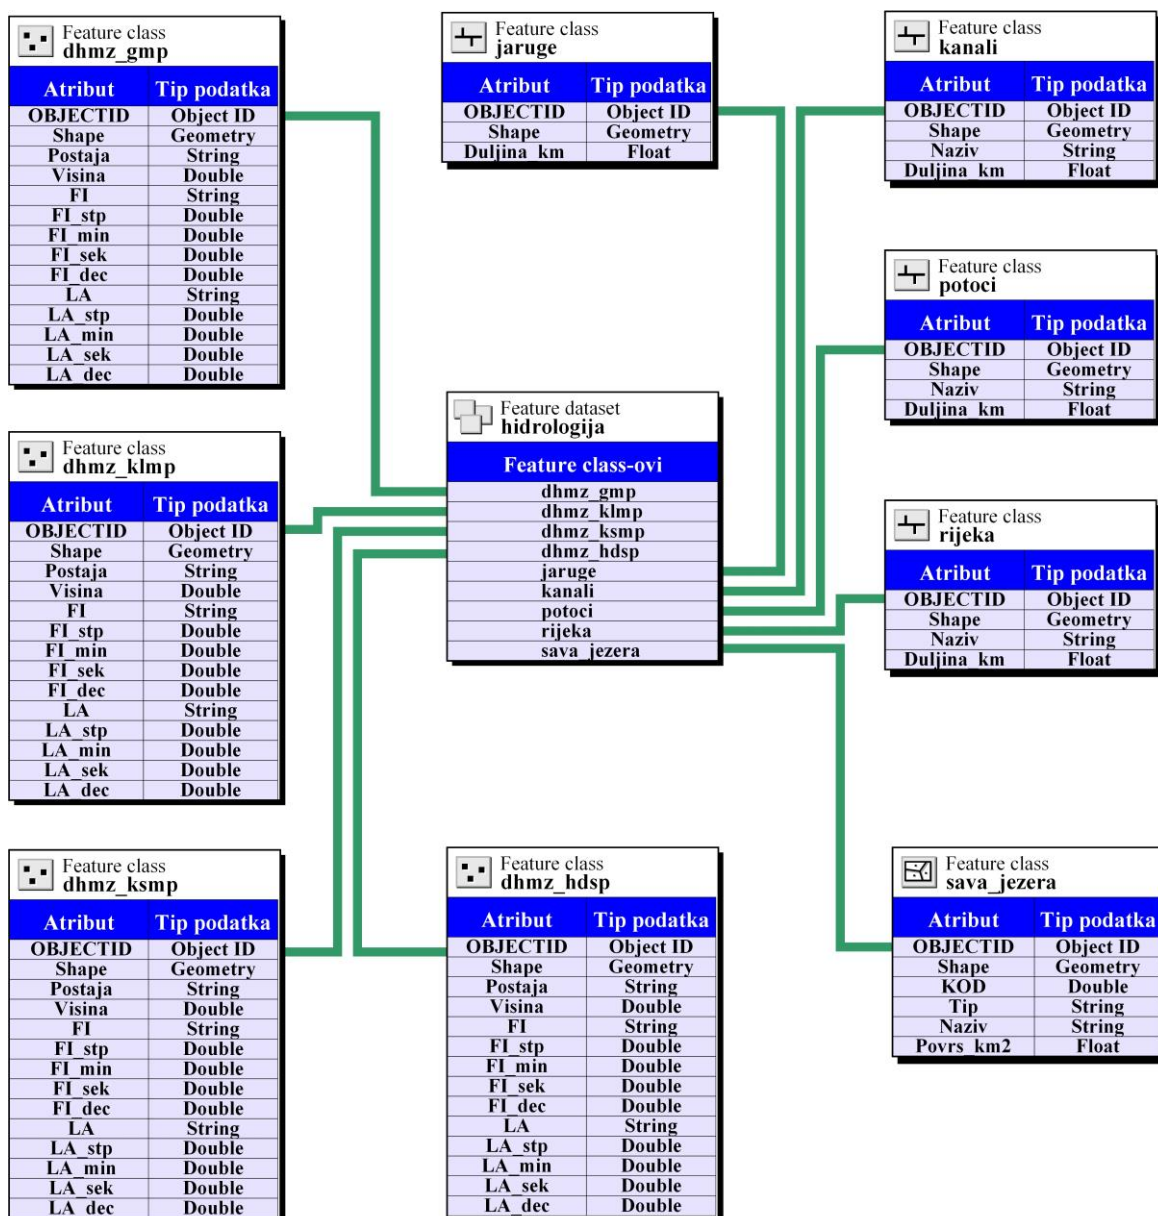 Feature class
dhmz_gmp
Atribut Tip podatka
OBJECTID Object ID
Shape Geometry
Postaja String
Visina Double
FI String
FI_stp Double
FI_min Double
FI_sek Double
FI_dec Double
LA String
LA_stp Double
LA_min Double
LA_sek Double
LA_dec Double
Feature class
jaruge
Atribut Tip podatka
OBJECTID Object ID
Shape Geometry
Duljina_km Float
Feature class
kanali
Atribut Tip podatka
OBJECTID Object ID
Shape Geometry
Naziv String
Duljina_km Float
Feature class
potoci
Atribut Tip podatka
OBJECTID Object ID
Shape Geometry
Naziv String
Duljina_km Float
Feature dataset
hidrologija
Feature class-ovi
dhmz_gmp
dhmz_klmp
dhmz_ksmp
dhmz_hdsp
jaruge
kanali
potoci
rijeka
sava_jezera
Feature class
dhmz_klmp
Atribut Tip podatka
OBJECTID Object ID
Shape Geometry
Postaja String
Visina Double
FI String
FI_stp Double
FI_min Double
FI_sek Double
FI_dec Double
LA String
LA_stp Double
LA_min Double
LA_sek Double
LA_dec Double
Feature class
rijeka
Atribut Tip podatka
OBJECTID Object ID
Shape Geometry
Naziv String
Duljina_km Float
Feature class
dhmz_ksmp
Atribut Tip podatka
OBJECTID Object ID
Shape Geometry
Postaja String
Visina Double
FI String
FI_stp Double
FI_min Double
FI_sek Double
FI_dec Double
LA String
LA_stp Double
LA_min Double
LA_sek Double
LA_dec Double
Feature class
dhmz_hdsp
Atribut Tip podatka
OBJECTID Object ID
Shape Geometry
Postaja String
Visina Double
FI String
FI_stp Double
FI_min Double
FI_sek Double
FI_dec Double
LA String
LA_stp Double
LA_min Double
LA_sek Double
LA_dec Double
Feature class
sava_jezera
Atribut Tip podatka
OBJECTID Object ID
Shape Geometry
KOD Double
Tip String
Naziv String
Povrs_km2 Float